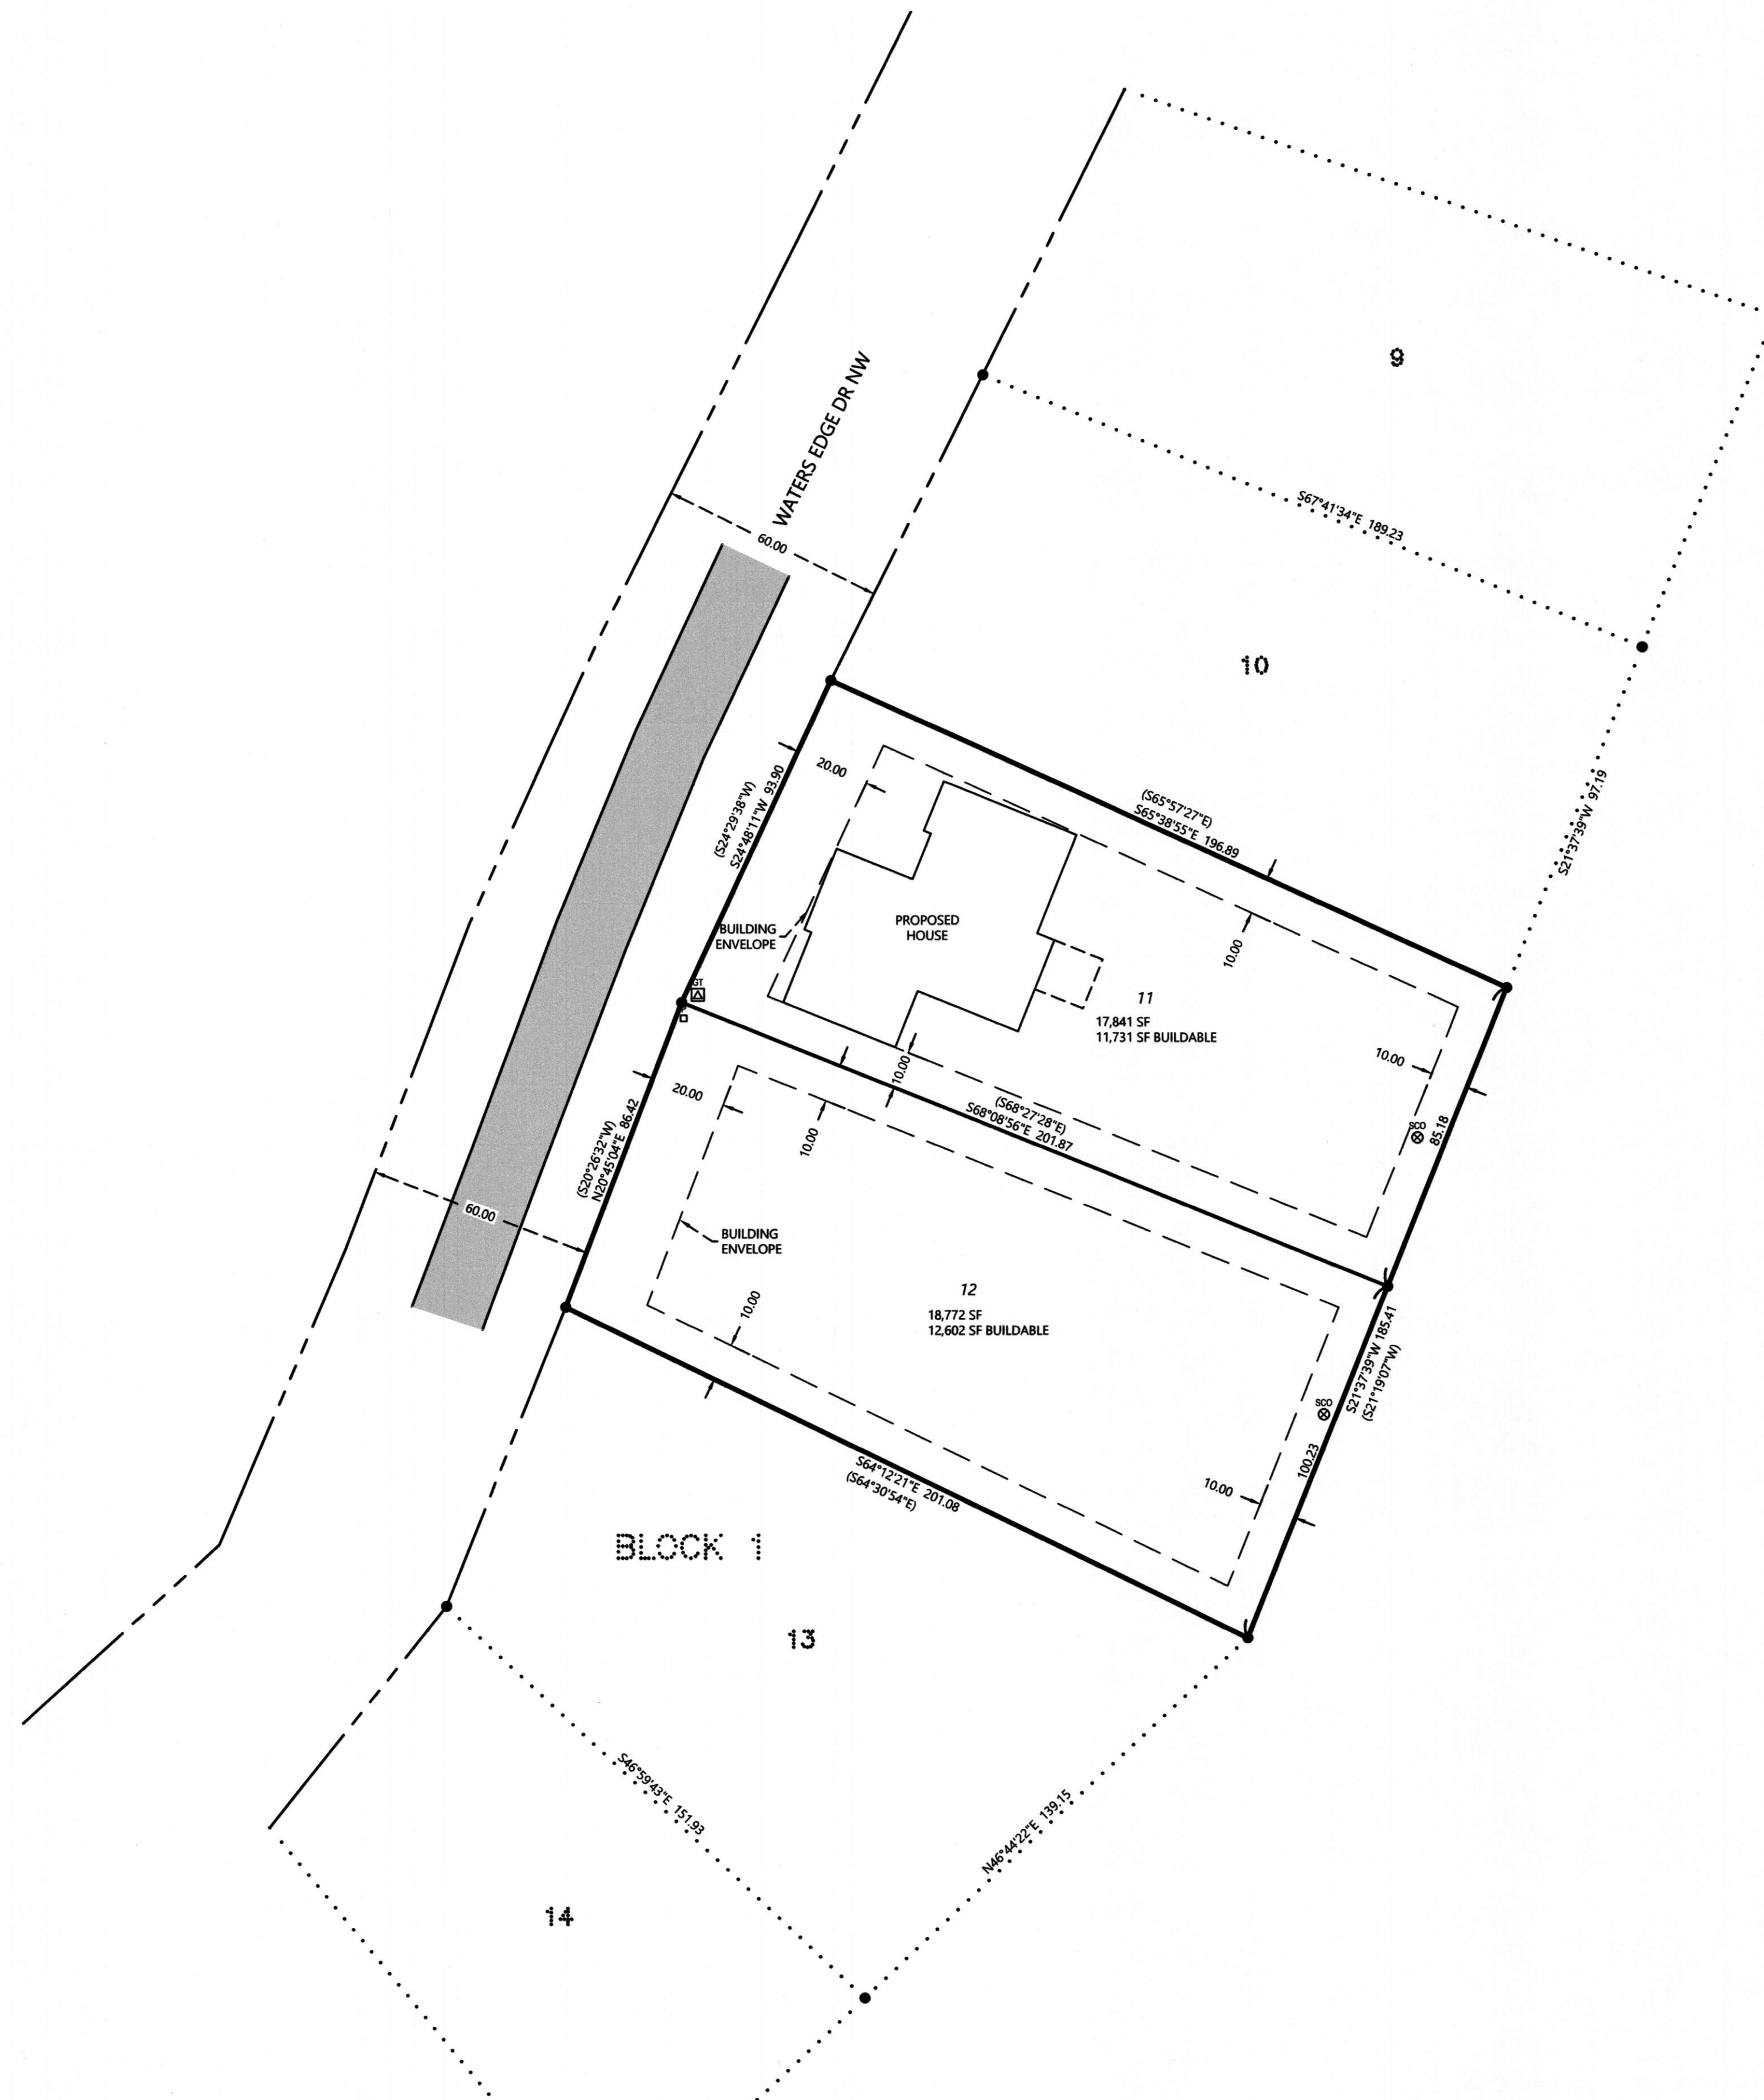 9
WATERS EDGE DR NW
60.00
S67°41'34"E 189.23
10
S21°37'39"W 97.19
20.00
(S24°29'38"W)
S24°48'11"W 93.90
(S65°57'27"E)
S65°38'55"E 196.89
BUILDING
ENVELOPE
PROPOSED
HOUSE
10.00
GT
11
17,841 SF
11,731 SF BUILDABLE
10.00
10.00
20.00
(S68°27'28"E)
S68°08'56"E 201.87
SCO
85.18
10.00
(S20°26'32"W)
N20°45'04"E 86.42
60.00
BUILDING
ENVELOPE
12
18,772 SF
12,602 SF BUILDABLE
10.00
S21°37'39"W 185.41
(S21°19'07"W)
SCO
100.23
10.00
S64°12'21"E 201.08
(S64°30'54"E)
BLOCK 1
13
S46°59'43"E 151.93
N46°44'22"E 139.15
14